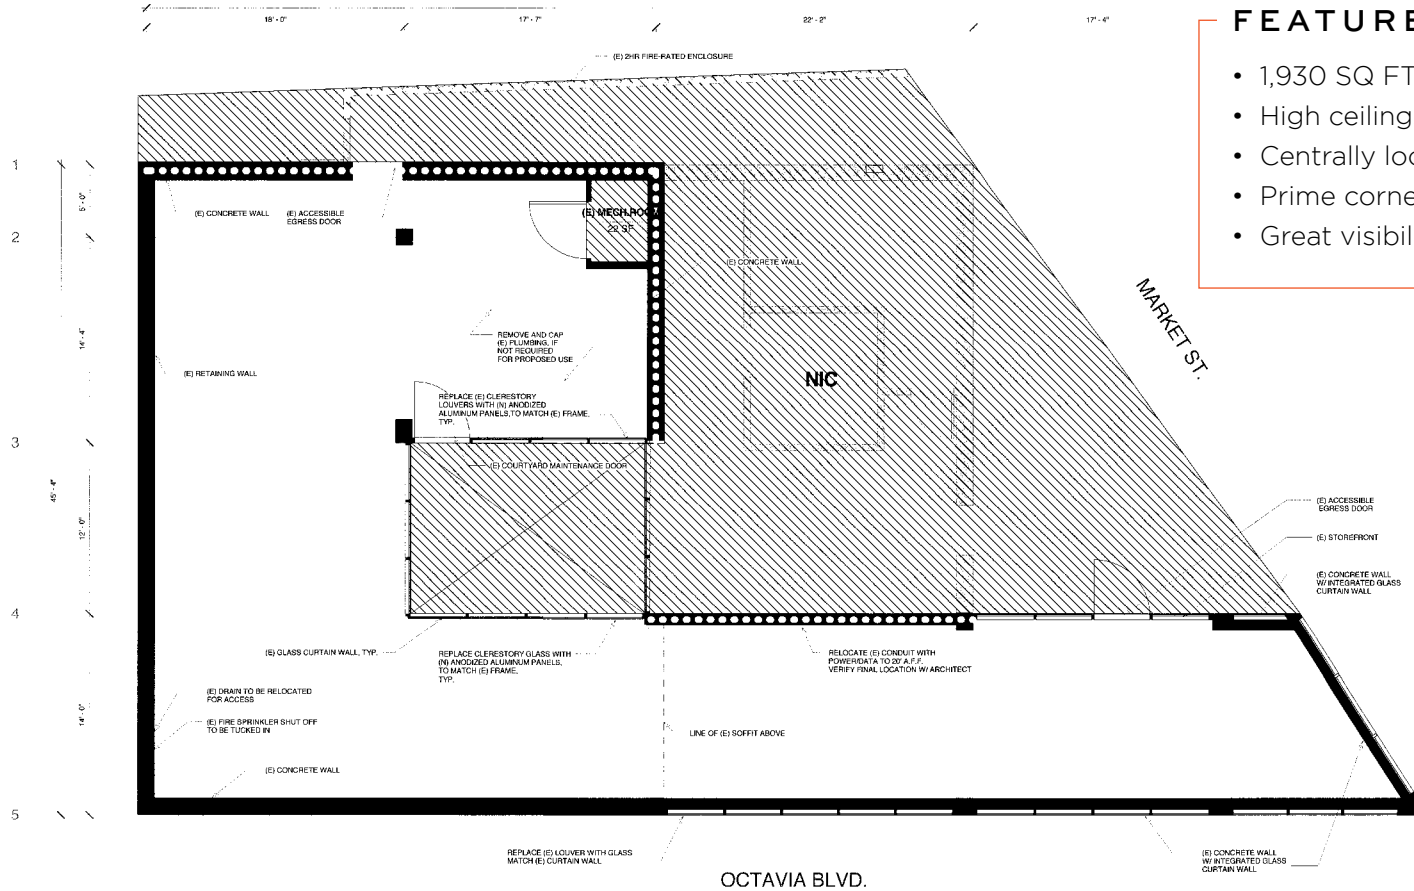 18' - 0"
17' - 7"
22' - 2"
17' - 4"
FEATURE
• 1,930 SQ FT
• High ceiling
• Centrally loc
• Prime corne
• Great visibil
(E) 2HR FIRE-RATED ENCLOSURE
1
5'- 0"
2
14' - 4"
3
45' - 4"
12' - 0"
4
14' - 0"
5
(E) CONCRETE WALL
(E) ACCESSIBLE
EGRESS DOOR
(E) MECH.ROOM
22 SF
(E) CONCRETE WALL
MARKET ST.
REMOVE AND CAP
(E) PLUMBING, IF
NOT REQUIRED
FOR PROPOSED USE
(E) RETAINING WALL
NIC
REPLACE (E) CLERESTORY
LOUVERS WITH (N) ANODIZED
ALUMINUM PANELS,TO MATCH (E) FRAME,
TYP.
(E) COURTYARD MAINTENANCE DOOR
(E) ACCESSIBLE
EGRESS DOOR
(E) STOREFRONT
(E) CONCRETE WALL
W/ INTEGRATED GLASS
CURTAIN WALL
(E) GLASS CURTAIN WALL, TYP.
REPLACE CLERESTORY GLASS WITH
(N) ANODIZED ALUMINUM PANELS,
TO MATCH (E) FRAME,
TYP.
RELOCATE (E) CONDUIT WITH
POWER/DATA TO 20' A.F.F.
VERIFY FINAL LOCATION W/ ARCHITECT
(E) DRAIN TO BE RELOCATED
FOR ACCESS
(E) FIRE SPRINKLER SHUT OFF
TO BE TUCKED IN
LINE OF (E) SOFFIT ABOVE
(E) CONCRETE WALL
REPLACE (E) LOUVER WITH GLASS
MATCH (E) CURTAIN WALL
(E) CONCRETE WALL
W/ INTEGRATED GLASS
CURTAIN WALL
OCTAVIA BLVD.